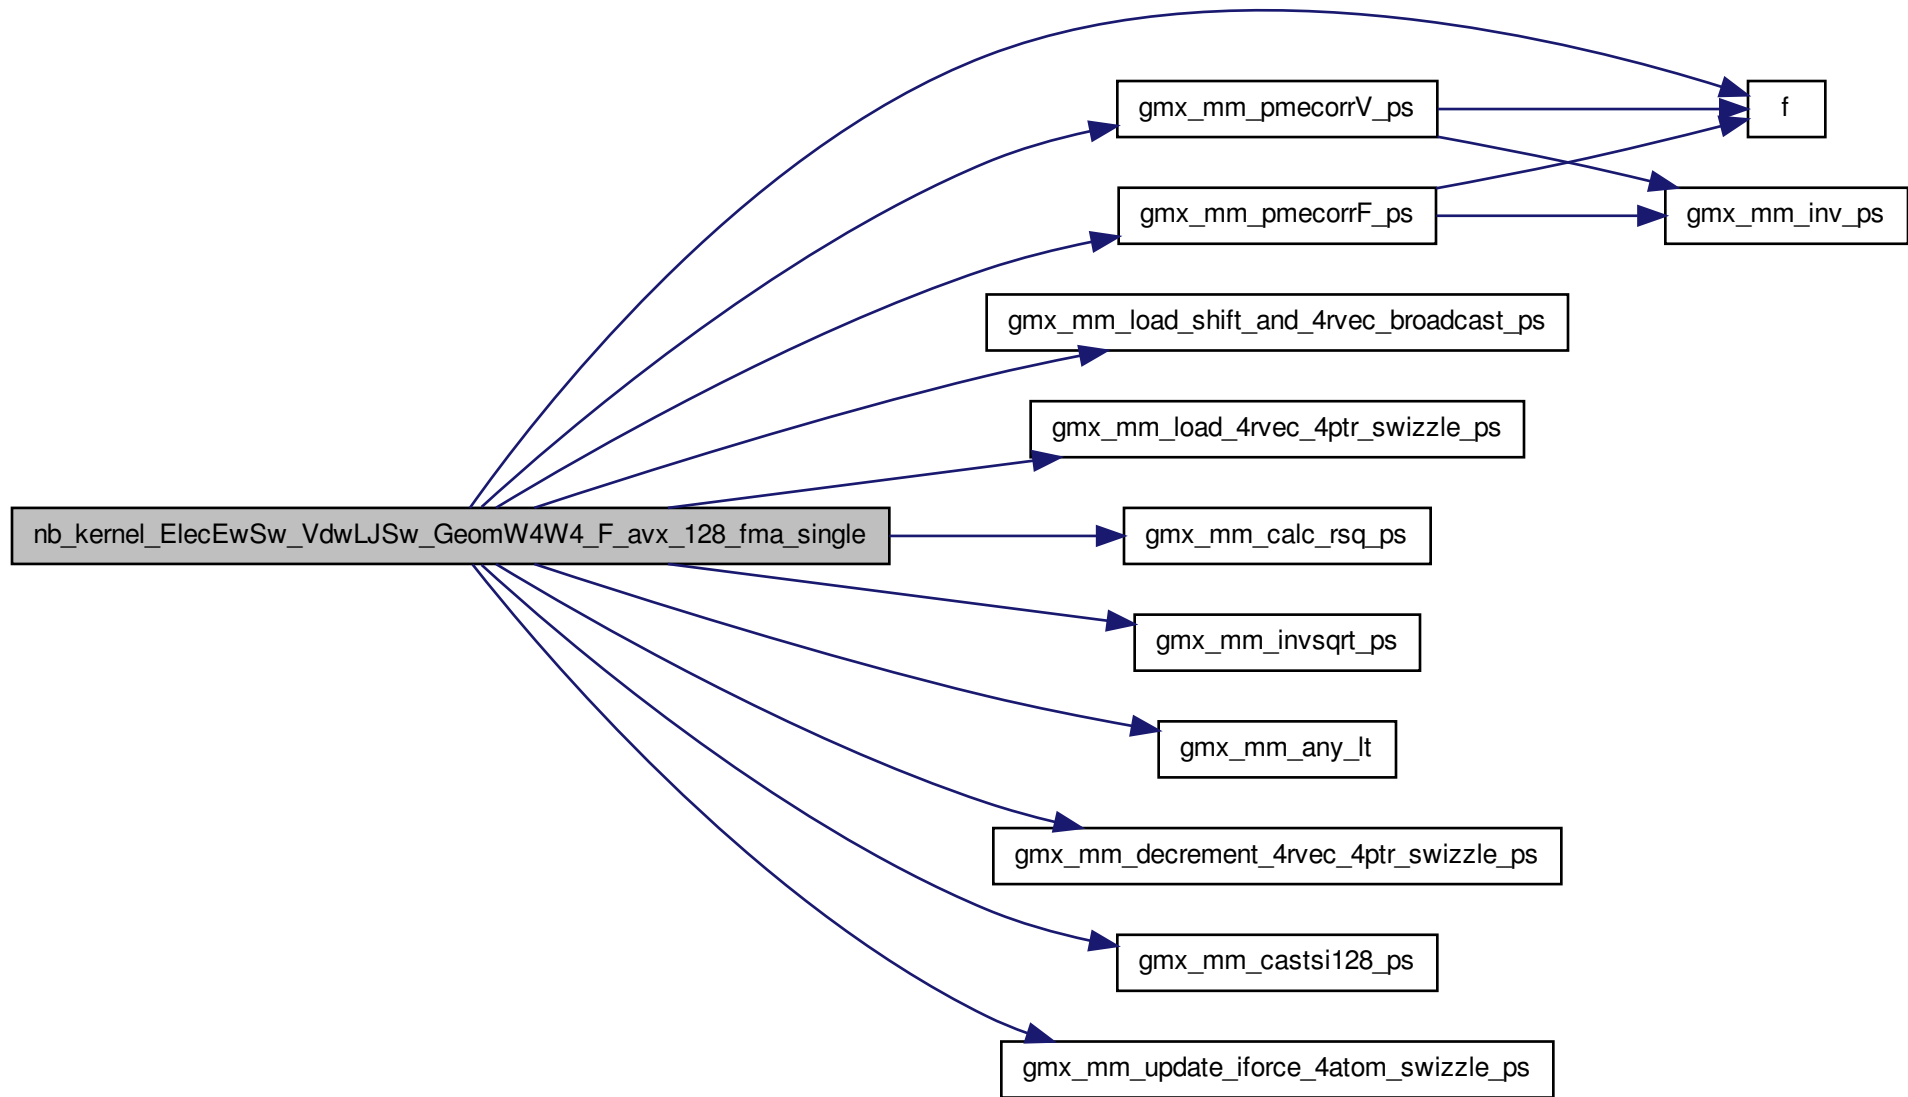 gmx_mm_pmecorrV_ps
f
gmx_mm_pmecorrF_ps
gmx_mm_inv_ps
gmx_mm_load_shift_and_4rvec_broadcast_ps
gmx_mm_load_4rvec_4ptr_swizzle_ps
nb_kernel_ElecEwSw_VdwLJSw_GeomW4W4_F_avx_128_fma_single
gmx_mm_calc_rsq_ps
gmx_mm_invsqrt_ps
gmx_mm_any_lt
gmx_mm_decrement_4rvec_4ptr_swizzle_ps
gmx_mm_castsi128_ps
gmx_mm_update_iforce_4atom_swizzle_ps